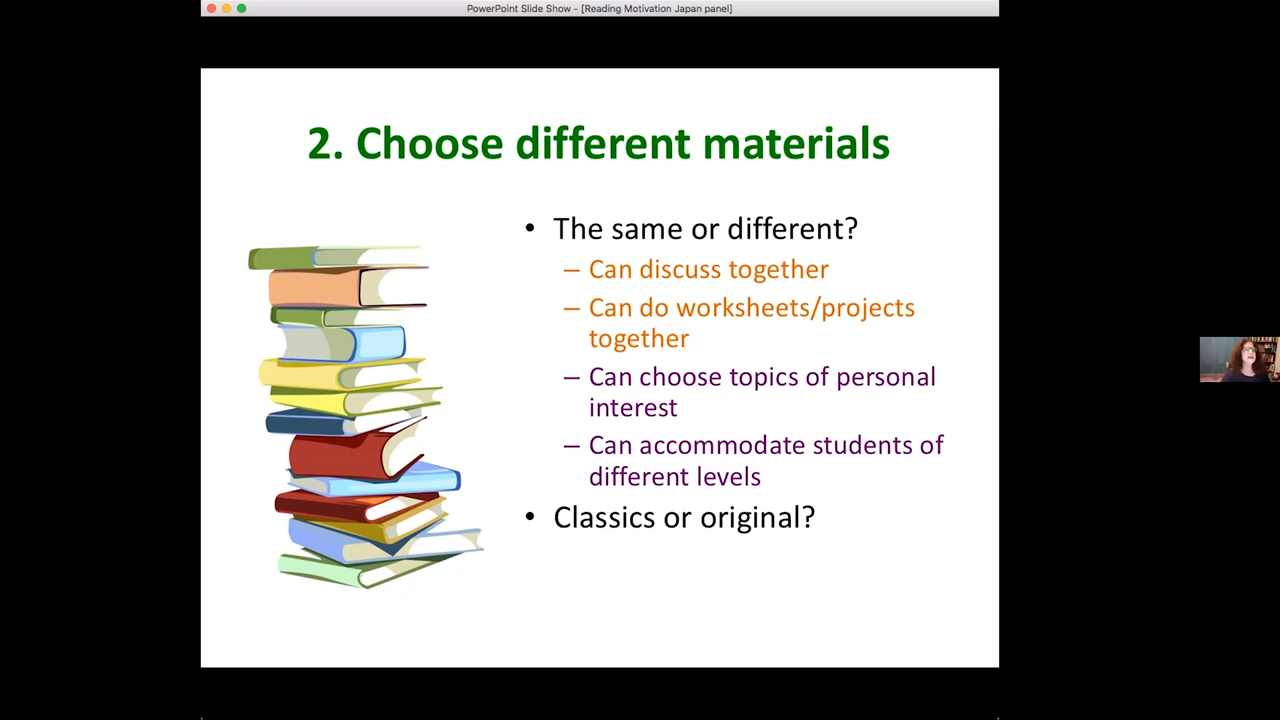 PowerPoint Slide Show - [Reading Motivation Japan panel]
2. Choose different materials
• The same or different?
– Can discuss together
– Can do worksheets/projects
together
– Can choose topics of personal
interest
– Can accommodate students of
different levels
• Classics or original?